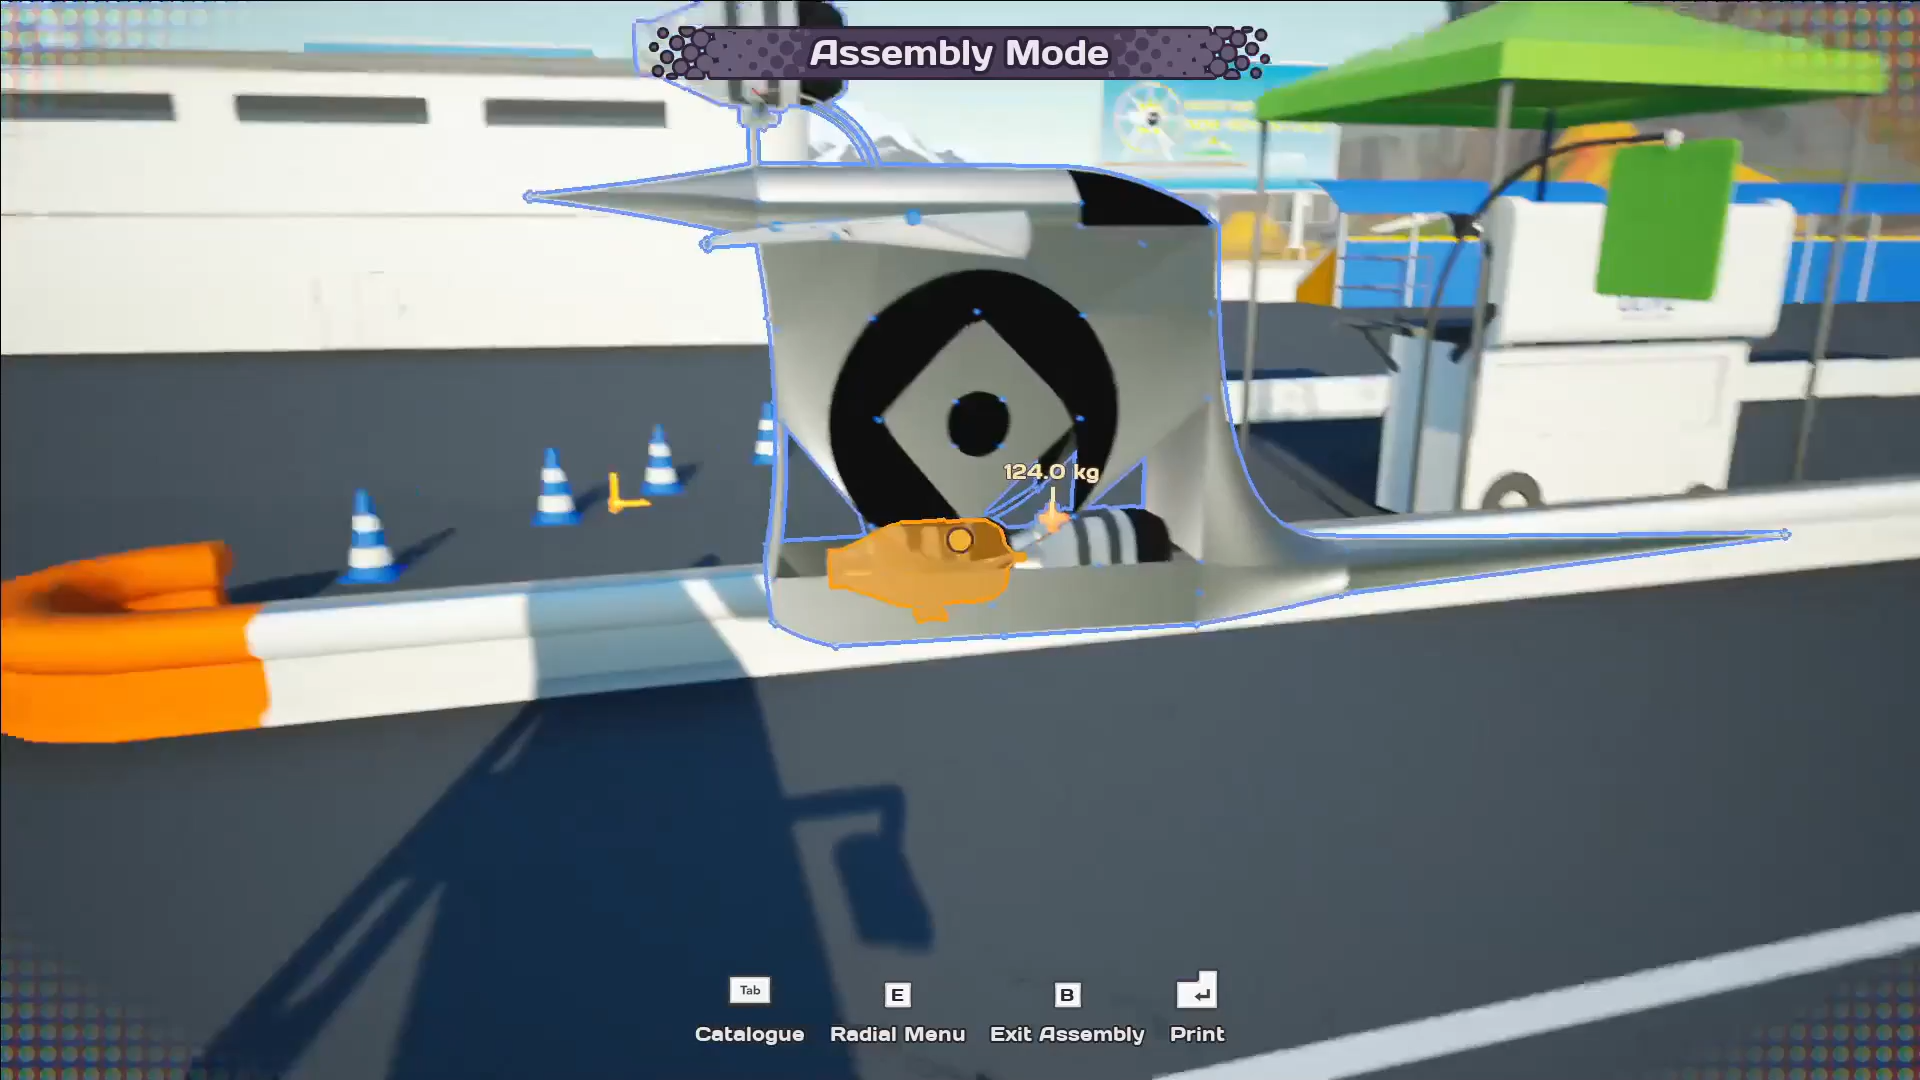 Assembly Mode
124.0 kg
Tab
E
B
Catalogue
Radial Menu
Exit Assembly
Print